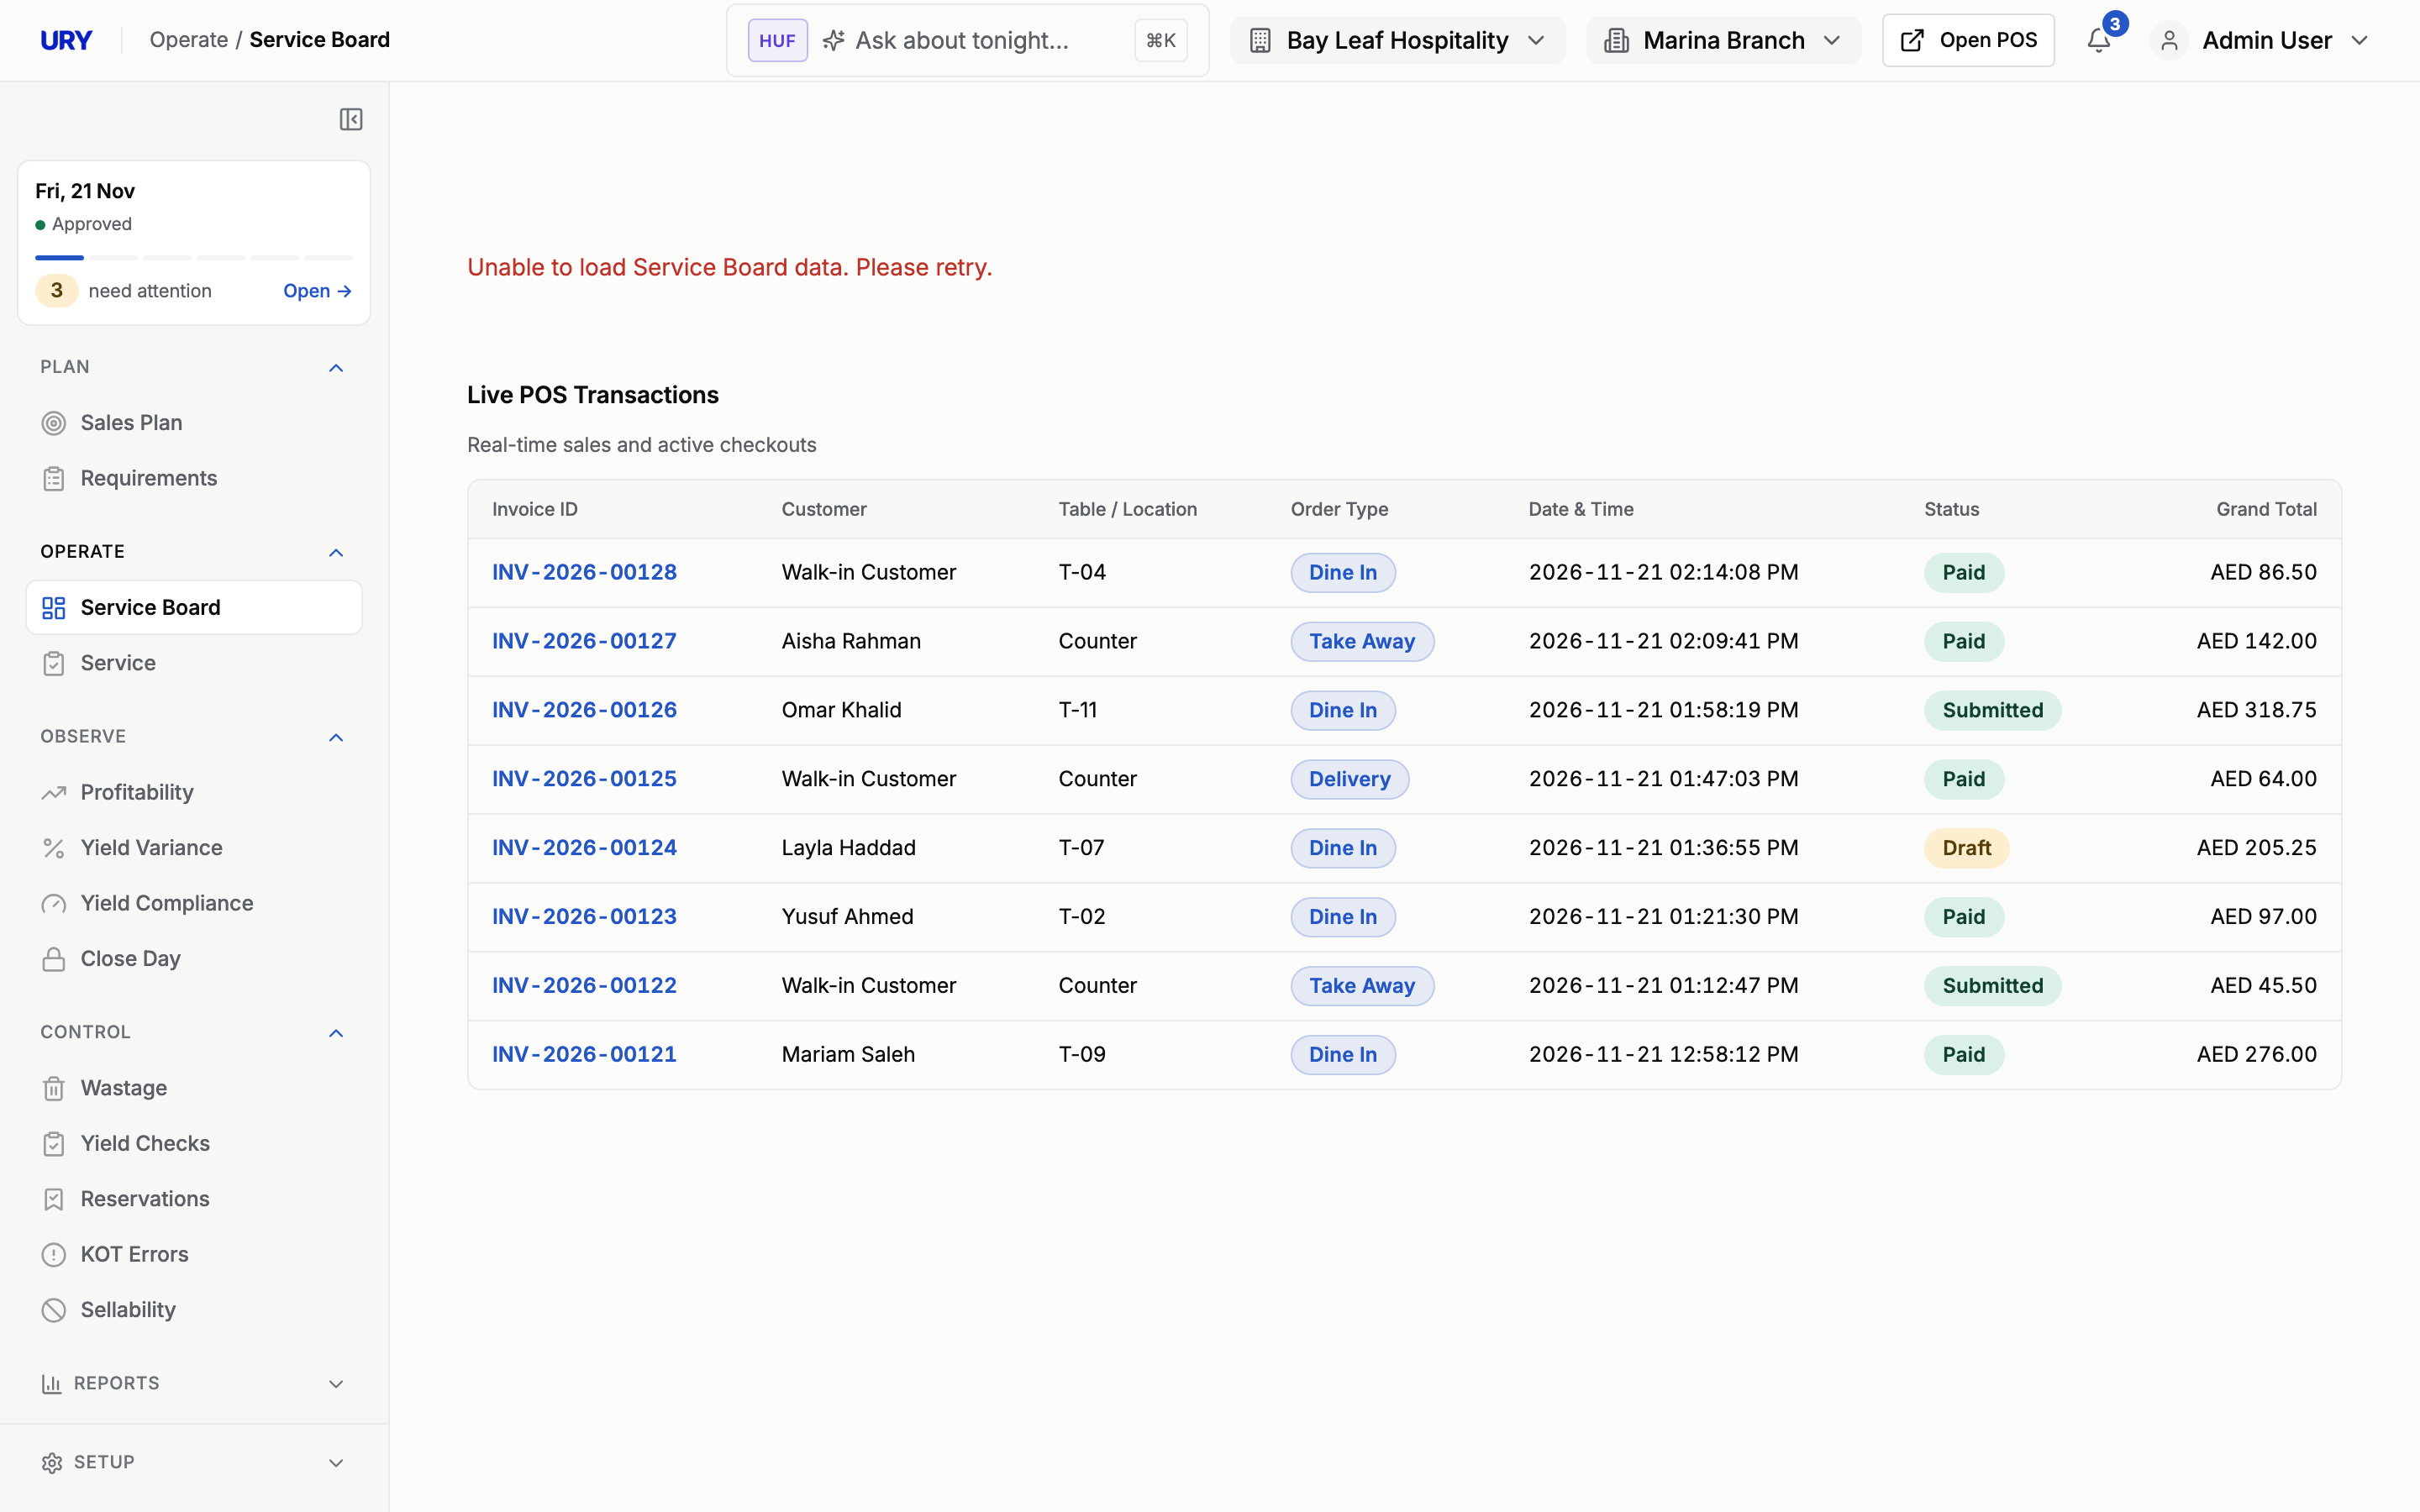 URY
Operate / Service Board
HUF Ask about tonight... ⌘K
Bay Leaf Hospitality
Marina Branch
Open POS
3
Admin User
Fri, 21 Nov
Approved
3 need attention Open →
PLAN
Sales Plan
Requirements
OPERATE
Service Board
Service
OBSERVE
Profitability
Yield Variance
Yield Compliance
Close Day
CONTROL
Wastage
Yield Checks
Reservations
KOT Errors
Sellability
REPORTS
SETUP
Unable to load Service Board data. Please retry.
Live POS Transactions
Real-time sales and active checkouts
Invoice ID Customer Table / Location Order Type Date & Time Status Grand Total
INV-2026-00128 Walk-in Customer T-04 Dine In 2026-11-21 02:14:08 PM Paid AED 86.50
INV-2026-00127 Aisha Rahman Counter Take Away 2026-11-21 02:09:41 PM Paid AED 142.00
INV-2026-00126 Omar Khalid T-11 Dine In 2026-11-21 01:58:19 PM Submitted AED 318.75
INV-2026-00125 Walk-in Customer Counter Delivery 2026-11-21 01:47:03 PM Paid AED 64.00
INV-2026-00124 Layla Haddad T-07 Dine In 2026-11-21 01:36:55 PM Draft AED 205.25
INV-2026-00123 Yusuf Ahmed T-02 Dine In 2026-11-21 01:21:30 PM Paid AED 97.00
INV-2026-00122 Walk-in Customer Counter Take Away 2026-11-21 01:12:47 PM Submitted AED 45.50
INV-2026-00121 Mariam Saleh T-09 Dine In 2026-11-21 12:58:12 PM Paid AED 276.00